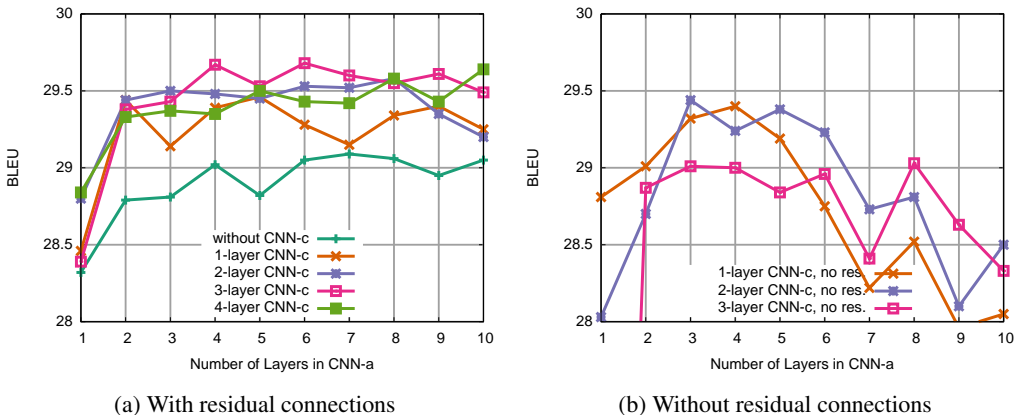 30
29.5
29
28.5
28
BLEU
without CNN-c
1-layer CNN-c
2-layer CNN-c
3-layer CNN-c
4-layer CNN-c
1 2 3 4 5 6 7 8 9 10
Number of Layers in CNN-a
(a) With residual connections
30
29.5
29
28.5
28
BLEU
1-layer CNN-c, no res.
2-layer CNN-c, no res.
3-layer CNN-c, no res.
1 2 3 4 5 6 7 8 9 10
Number of Layers in CNN-a
(b) Without residual connections